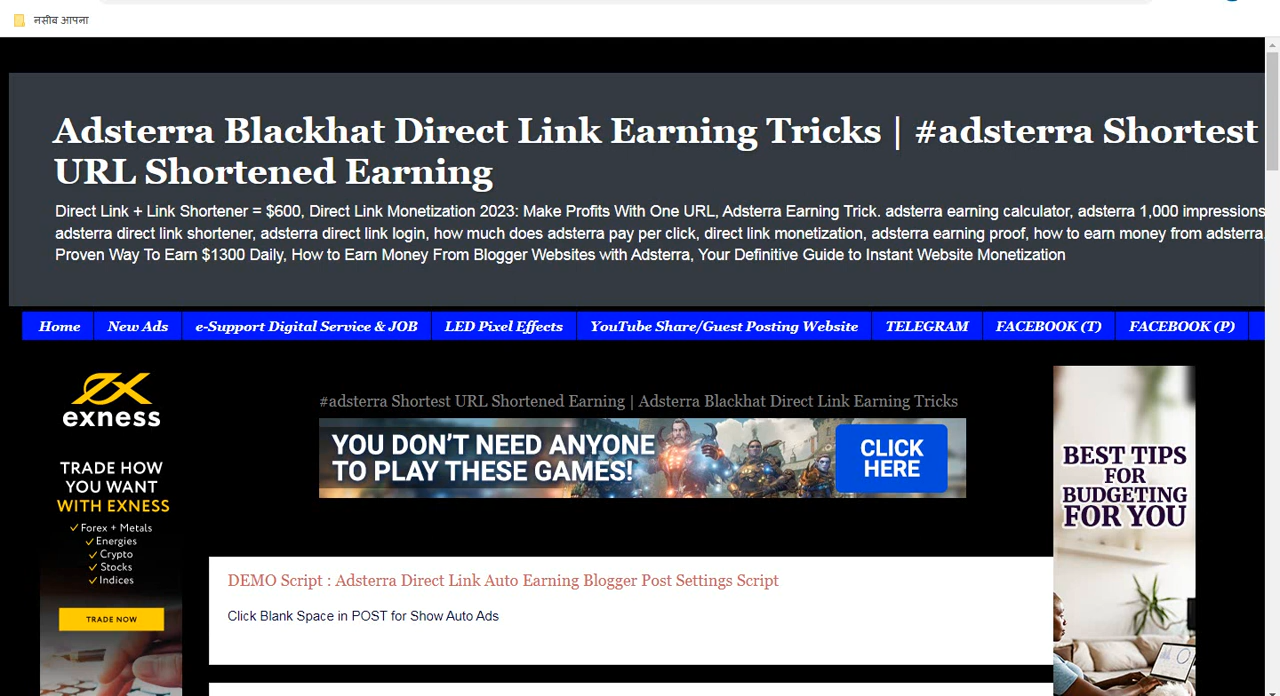 नसीब आपना
Adsterra Blackhat Direct Link Earning Tricks | #adsterra Shortest
URL Shortened Earning
Direct Link + Link Shortener = $600, Direct Link Monetization 2023: Make Profits With One URL, Adsterra Earning Trick. adsterra earning calculator, adsterra 1,000 impressions
adsterra direct link shortener, adsterra direct link login, how much does adsterra pay per click, direct link monetization, adsterra earning proof, how to earn money from adsterra,
Proven Way To Earn $1300 Daily, How to Earn Money From Blogger Websites with Adsterra, Your Definitive Guide to Instant Website Monetization
Home New Ads e-Support Digital Service & JOB LED Pixel Effects YouTube Share/Guest Posting Website TELEGRAM FACEBOOK (T) FACEBOOK (P)
exness
TRADE HOW
YOU WANT
WITH EXNESS
Forex + Metals
Energies
Crypto
Stocks
Indices
TRADE NOW
#adsterra Shortest URL Shortened Earning | Adsterra Blackhat Direct Link Earning Tricks
YOU DON'T NEED ANYONE
TO PLAY THESE GAMES!
CLICK
HERE
DEMO Script : Adsterra Direct Link Auto Earning Blogger Post Settings Script
Click Blank Space in POST for Show Auto Ads
BEST TIPS
FOR
BUDGETING
FOR YOU